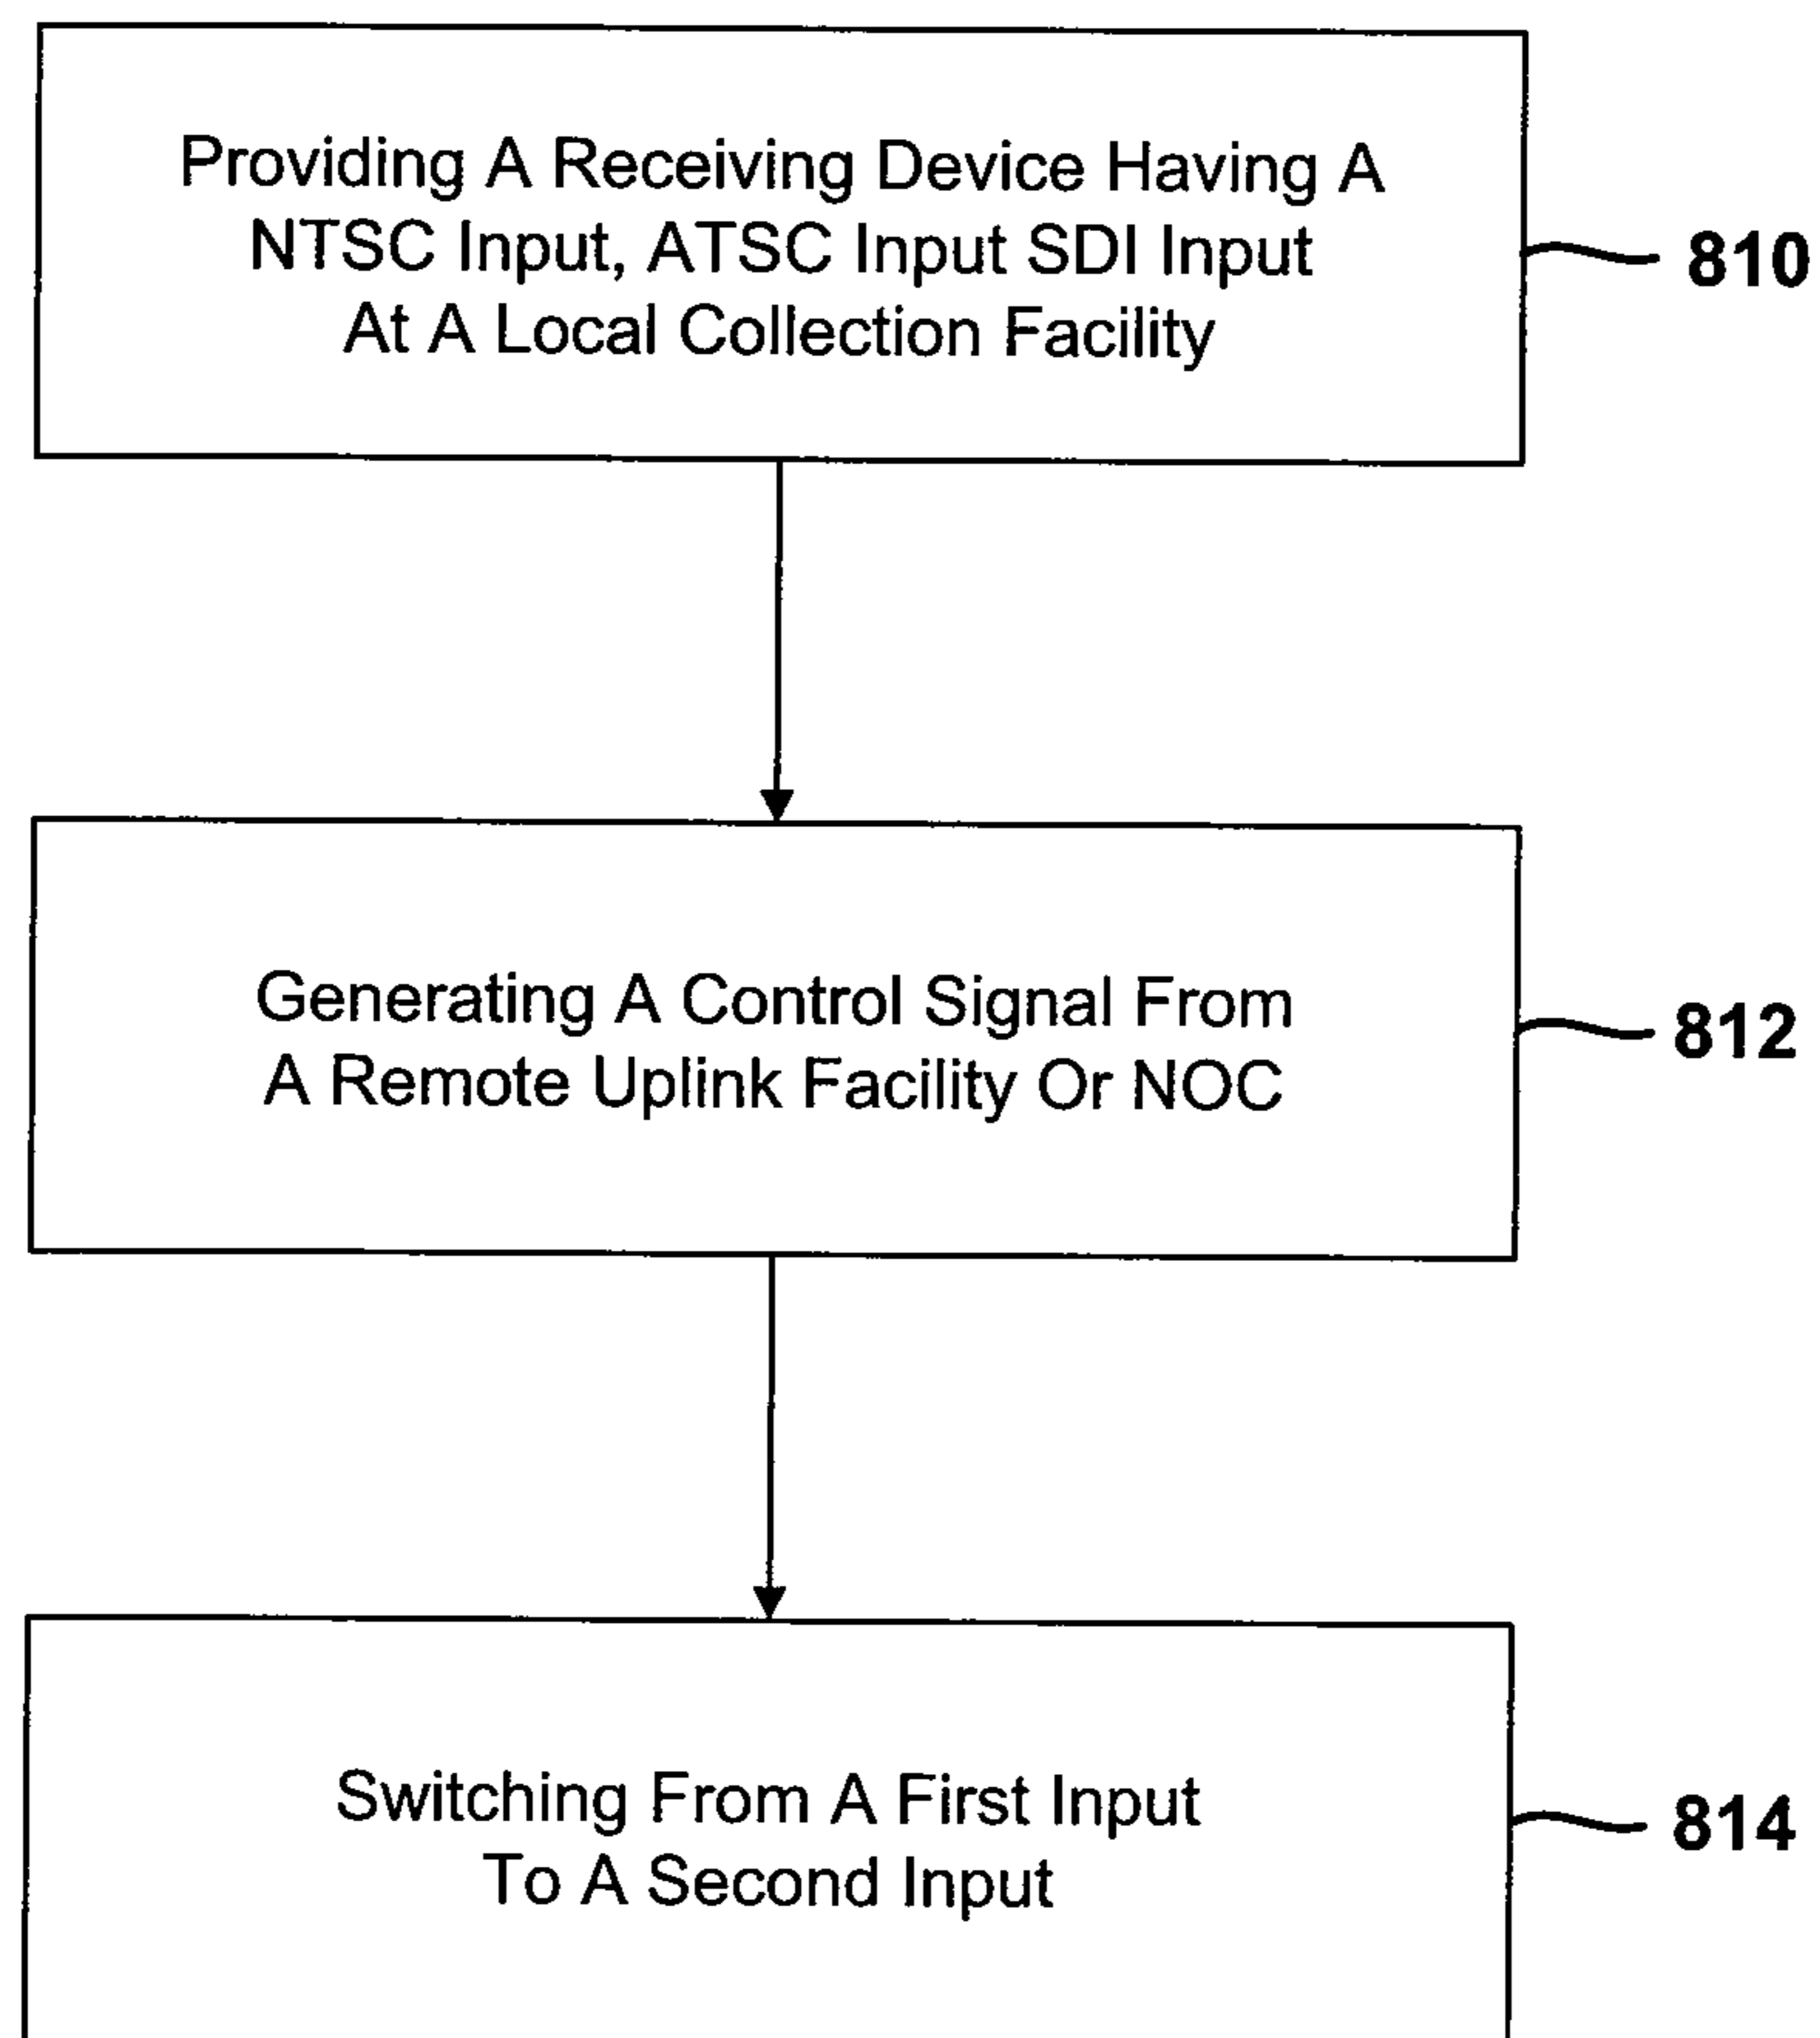 Providing A Receiving Device Having A
NTSC Input, ATSC Input SDI Input
At A Local Collection Facility
810
Generating A Control Signal From
A Remote Uplink Facility Or NOC
812
Switching From A First Input
To A Second Input
814